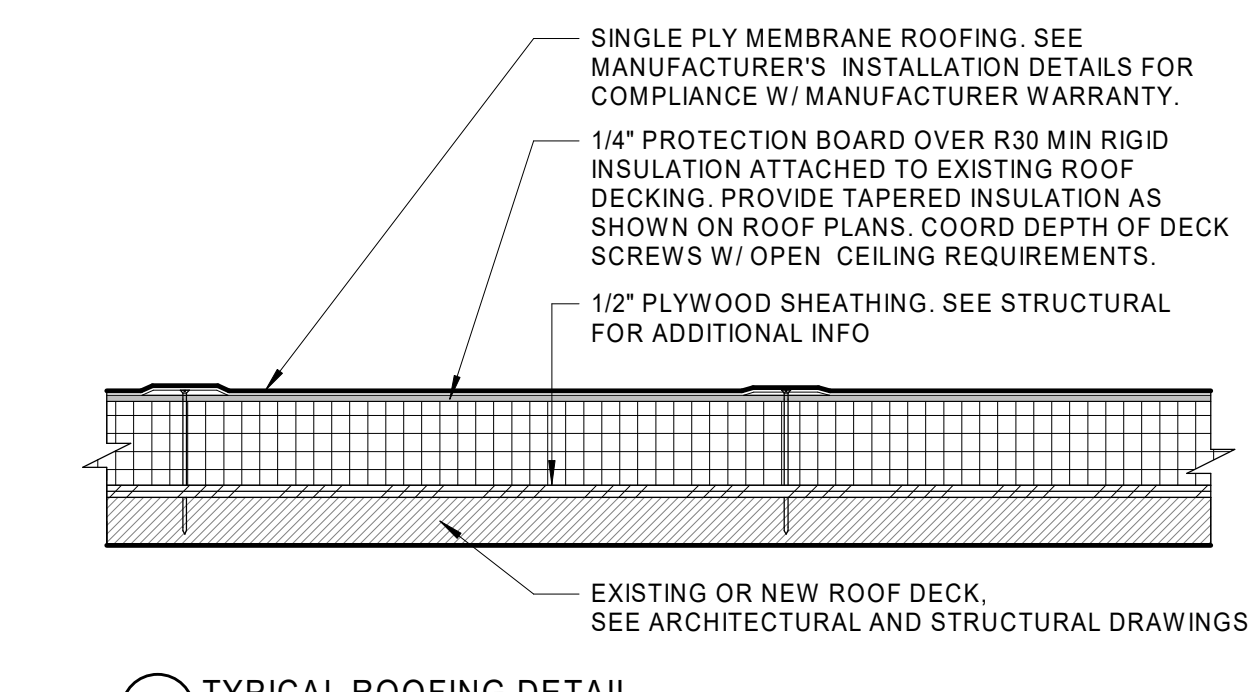 SINGLE PLY MEMBRANE ROOFING. SEE
MANUFACTURER'S INSTALLATION DETAILS FOR
COMPLIANCE W/ MANUFACTURER WARRANTY.
1/4" PROTECTION BOARD OVER R30 MIN RIGID
INSULATION ATTACHED TO EXISTING ROOF
DECKING. PROVIDE TAPERED INSULATION AS
SHOWN ON ROOF PLANS. COORD DEPTH OF DECK
SCREWS W/ OPEN CEILING REQUIREMENTS.
1/2" PLYWOOD SHEATHING. SEE STRUCTURAL
FOR ADDITIONAL INFO
EXISTING OR NEW ROOF DECK,
SEE ARCHITECTURAL AND STRUCTURAL DRAWINGS
TYPICAL ROOFING DETAIL